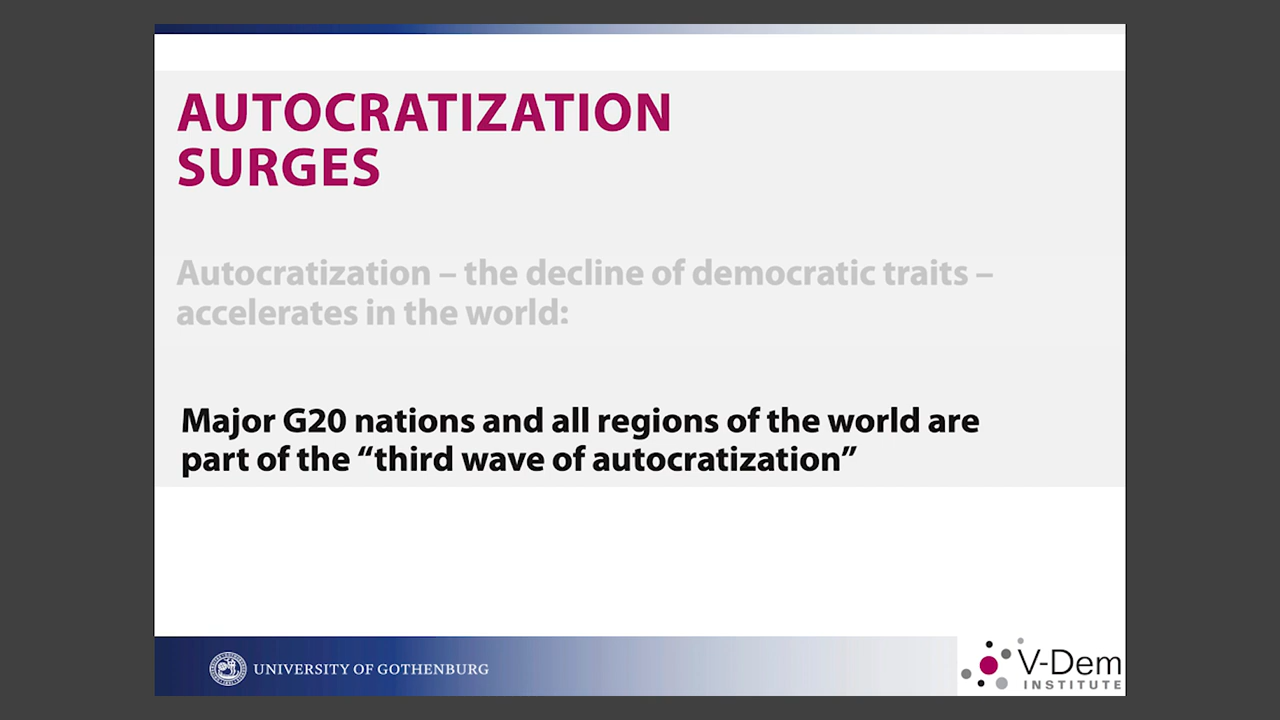 AUTOCRATIZATION
SURGES
Autocratization – the decline of democratic traits –
accelerates in the world:
Major G20 nations and all regions of the world are
part of the “third wave of autocratization”
UNIVERSITY OF GOTHENBURG
V-Dem
INSTITUTE